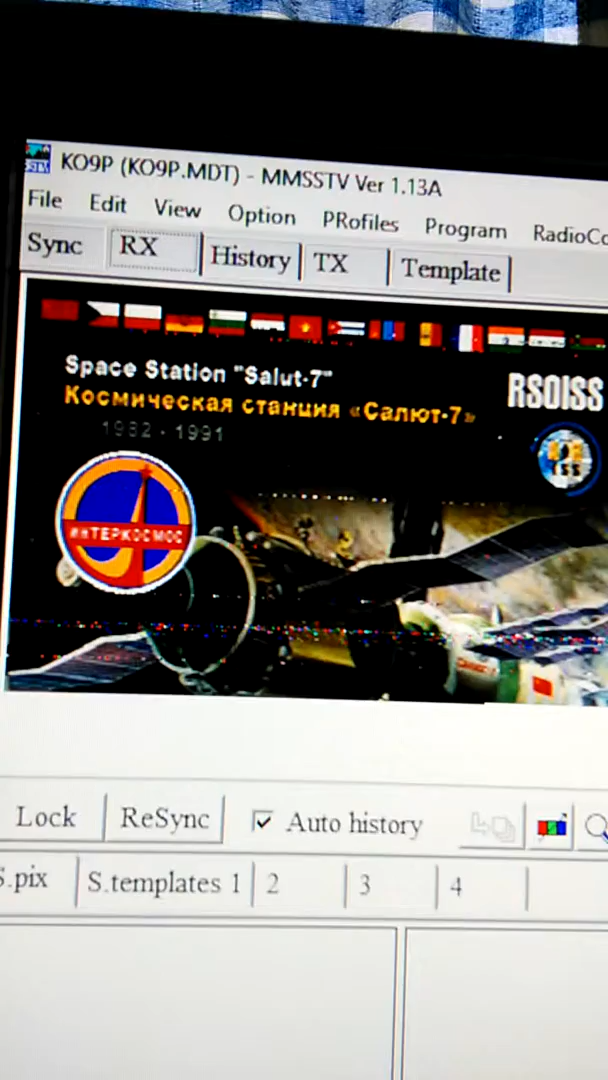 KO9P (KO9P.MDT) - MMSSTV Ver 1.13A
File Edit View Option PRofiles Program
Sync RX History TX Template
Space Station "Salut-7"
RSOISS
Космическая станция «Салют-7»
1982 - 1991
ИНТЕРКОСМОС
Lock ReSync Auto history
S.pix S.templates 1 2 3 4